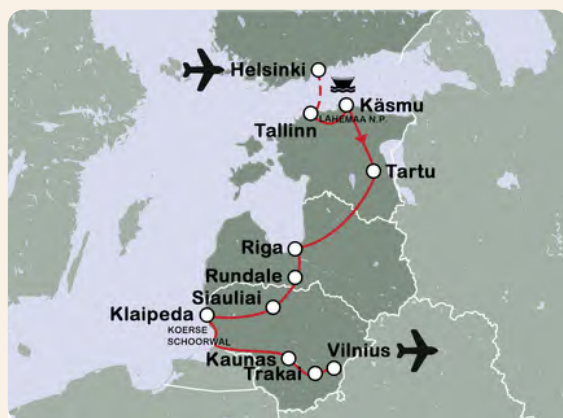 Helsinki
Käsmu
LAHEMAA N.P.
Tallinn
Tartu
Riga
Rundale
Siauliai
Klaipeda
KOERSE
SCHOORWAL
Kaunas
Vilnius
Trakai